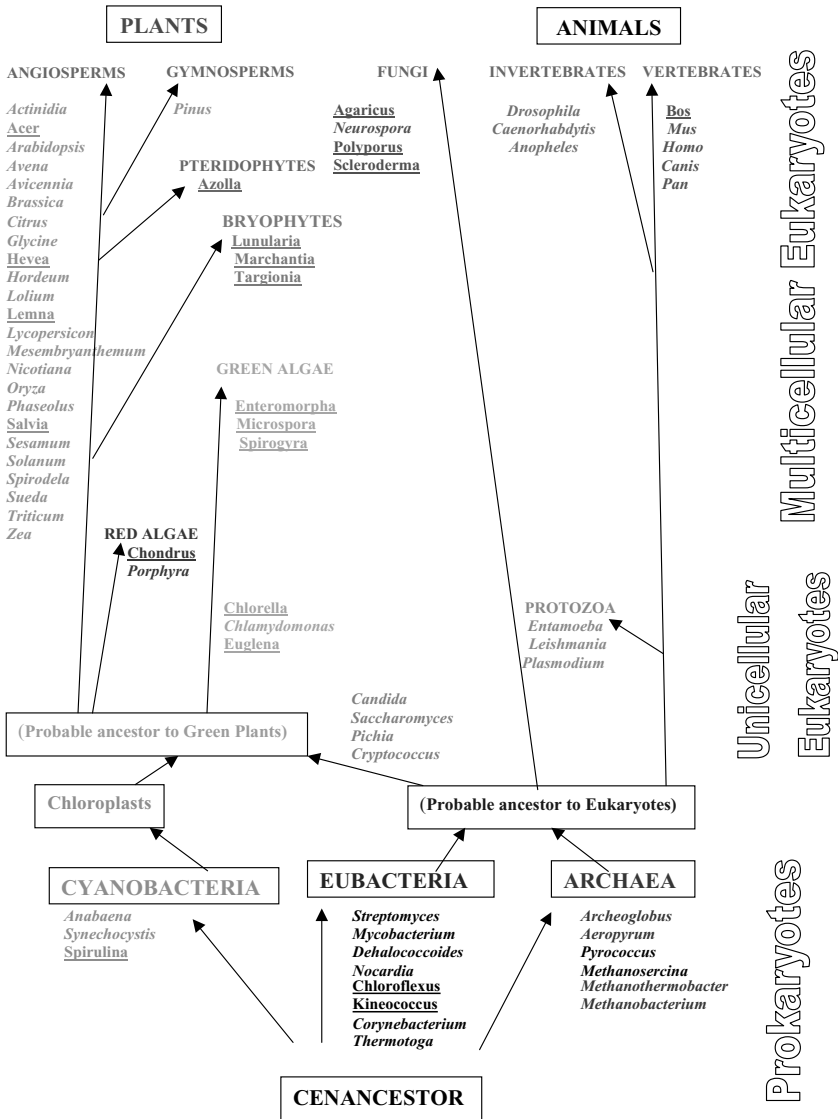 PLANTS
ANIMALS
ANGIOSPERMS
GYMNOSPERMS
FUNGI
INVERTEBRATES
VERTEBRATES
Actinidia
Acer
Arabidopsis
Avena
Avicennia
Brassica
Citrus
Glycine
Hevea
Hordeum
Lolium
Lemna
Lycopersicon
Mesembryanthemum
Nicotiana
Oryza
Phaseolus
Salvia
Sesamum
Solanum
Spirodela
Sueda
Triticum
Zea
Pinus
PTERIDOPHYTES
Azolla
BRYOPHYTES
Lunularia
Marchantia
Targionia
GREEN ALGAE
Enteromorpha
Microspora
Spirogyra
RED ALGAE
Chondrus
Porphyra
Chlorella
Chlamydomonas
Euglena
Agaricus
Neurospora
Polyporus
Scleroderma
Drosophila
Caenorhabdytis
Anopheles
Bos
Mus
Homo
Canis
Pan
Multicellular Eukaryotes
PROTOZOA
Entamoeba
Leishmania
Plasmodium
Unicellular
Eukaryotes
Candida
Saccharomyces
Pichia
Cryptococcus
(Probable ancestor to Green Plants)
Chloroplasts
(Probable ancestor to Eukaryotes)
CYANOBACTERIA
Anabaena
Synechocystis
Spirulina
EUBACTERIA
Streptomyces
Mycobacterium
Dehalococcoides
Nocardia
Chloroflexus
Kineococcus
Corynebacterium
Thermotoga
ARCHAEA
Archeoglobus
Aeropyrum
Pyrococcus
Methanosercina
Methanothermobacter
Methanobacterium
Prokaryotes
CENANCESTOR